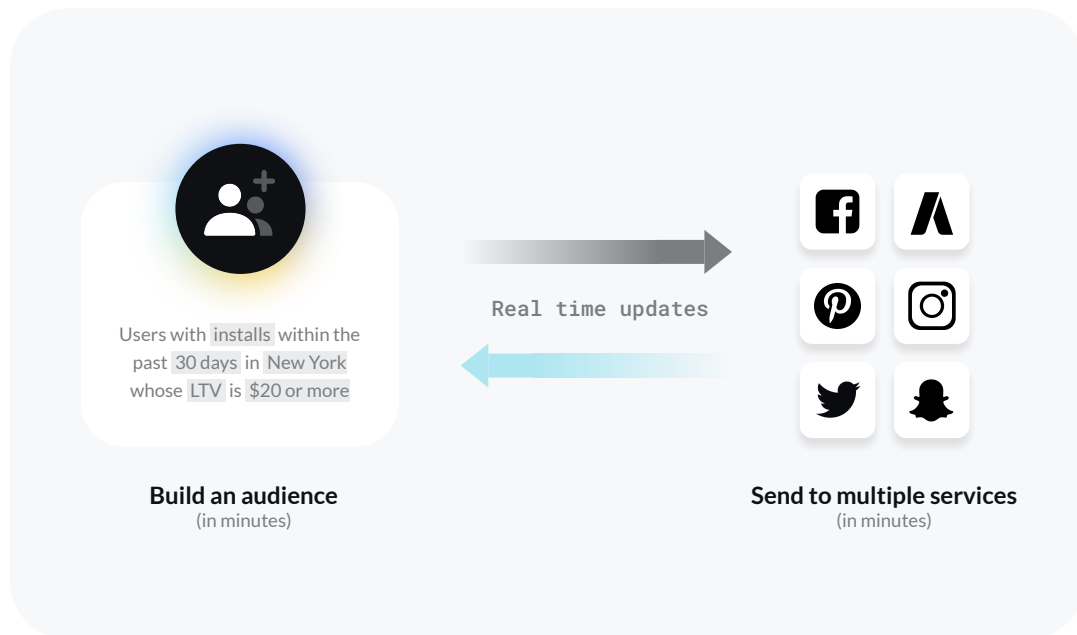 Users with installs within the
past 30 days in New York
whose LTV is $20 or more
Build an audience
(in minutes)
Real time updates
Send to multiple services
(in minutes)